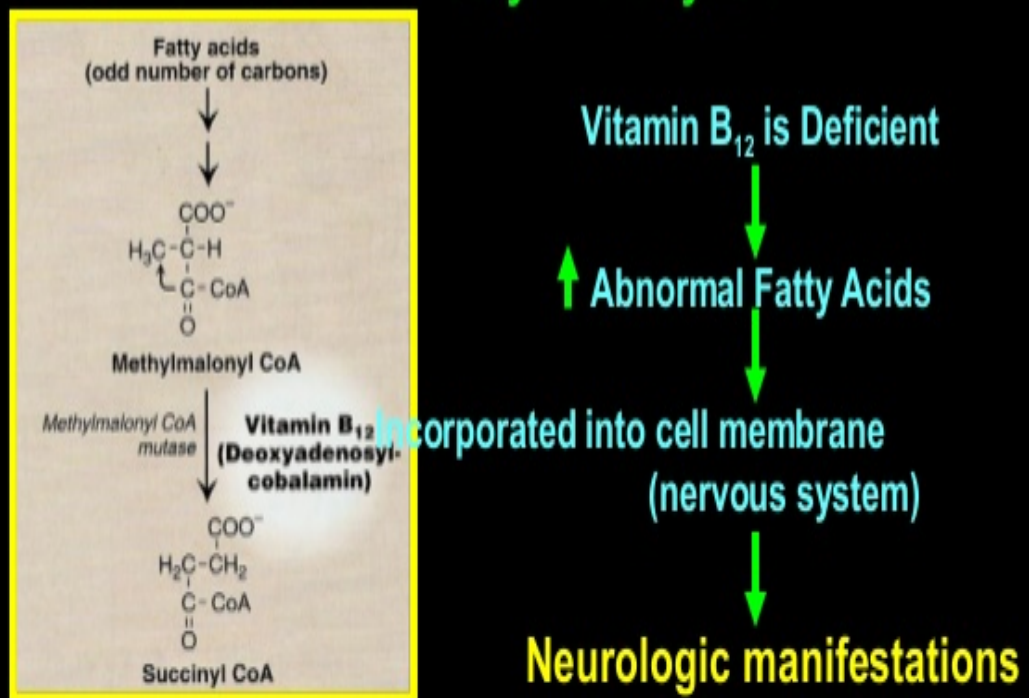 Fatty acids
(odd number of carbons)
COO⁻
H₃C-C-H
C-CoA
O
Methylmalonyl CoA
Methylmalonyl CoA
mutase
Vitamin B₁₂
(Deoxyadenosyl-
cobalamin)
COO⁻
H₂C-CH₂
C-CoA
O
Succinyl CoA
Vitamin B₁₂ is Deficient
Abnormal Fatty Acids
Incorporated into cell membrane
(nervous system)
Neurologic manifestations